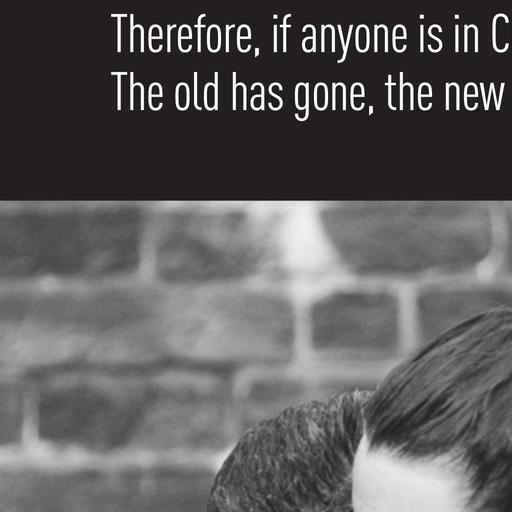 Therefore, if anyone is in C
The old has gone, the new